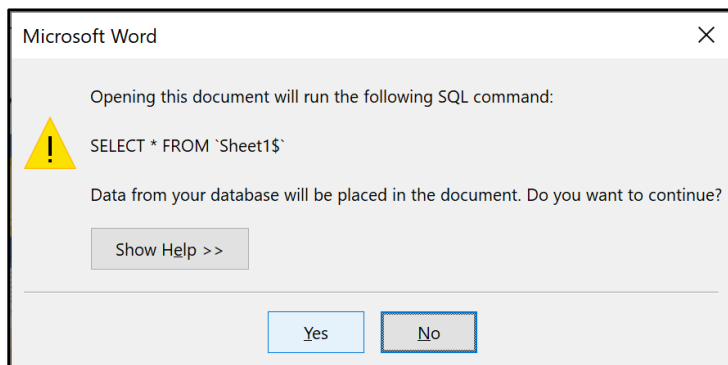 Microsoft Word
Opening this document will run the following SQL command:
!
SELECT * FROM `Sheet1$`
Data from your database will be placed in the document. Do you want to continue?
Show Help >>
Yes
No